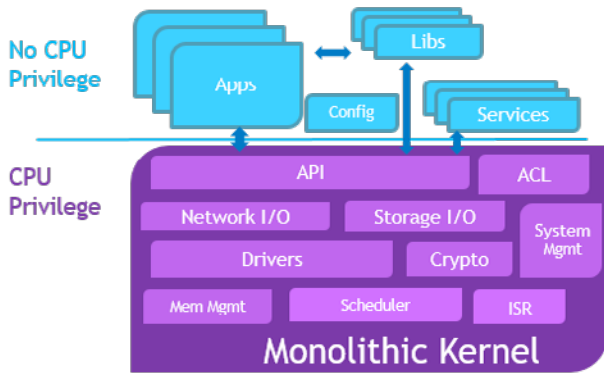 No CPU
Privilege
Apps
Libs
Config
Services
CPU
Privilege
API
ACL
Network I/O
Storage I/O
System
Mgmt
Drivers
Crypto
Mem Mgmt
Scheduler
ISR
Monolithic Kernel